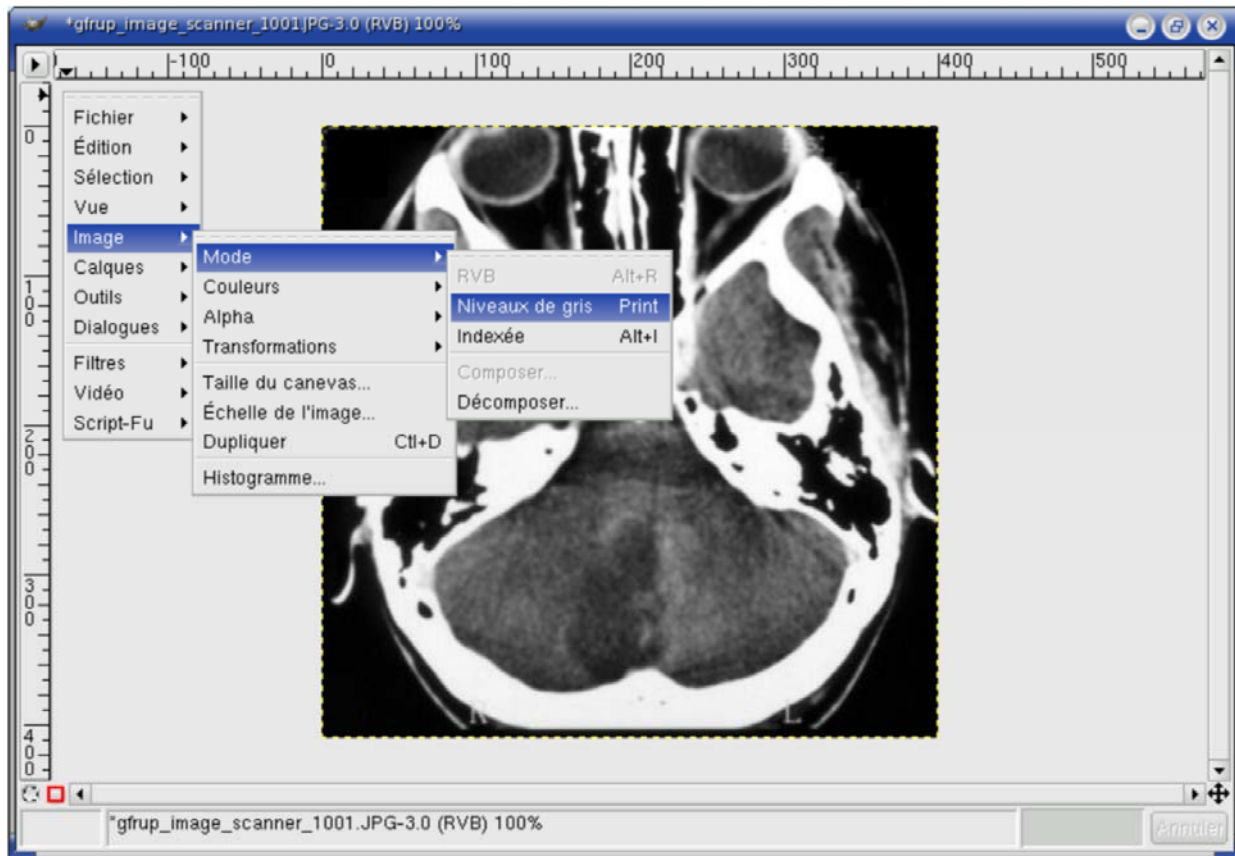 *gfrup_image_scanner_1001.JPG-3.0 (RVB) 100%
-100 0 100 200 300 400 500
0
100
200
300
400
Fichier
Édition
Sélection
Vue
Image
Calques
Outils
Dialogues
Filtres
Vidéo
Script-Fu
Mode
Couleurs
Alpha
Transformations
Taille du canevas...
Échelle de l'image...
Dupliquer Ctl+D
Histogramme...
RVB Alt+R
Niveaux de gris Print
Indexée Alt+I
Composer...
Décomposer...
R L
*gfrup_image_scanner_1001.JPG-3.0 (RVB) 100%
Annuler